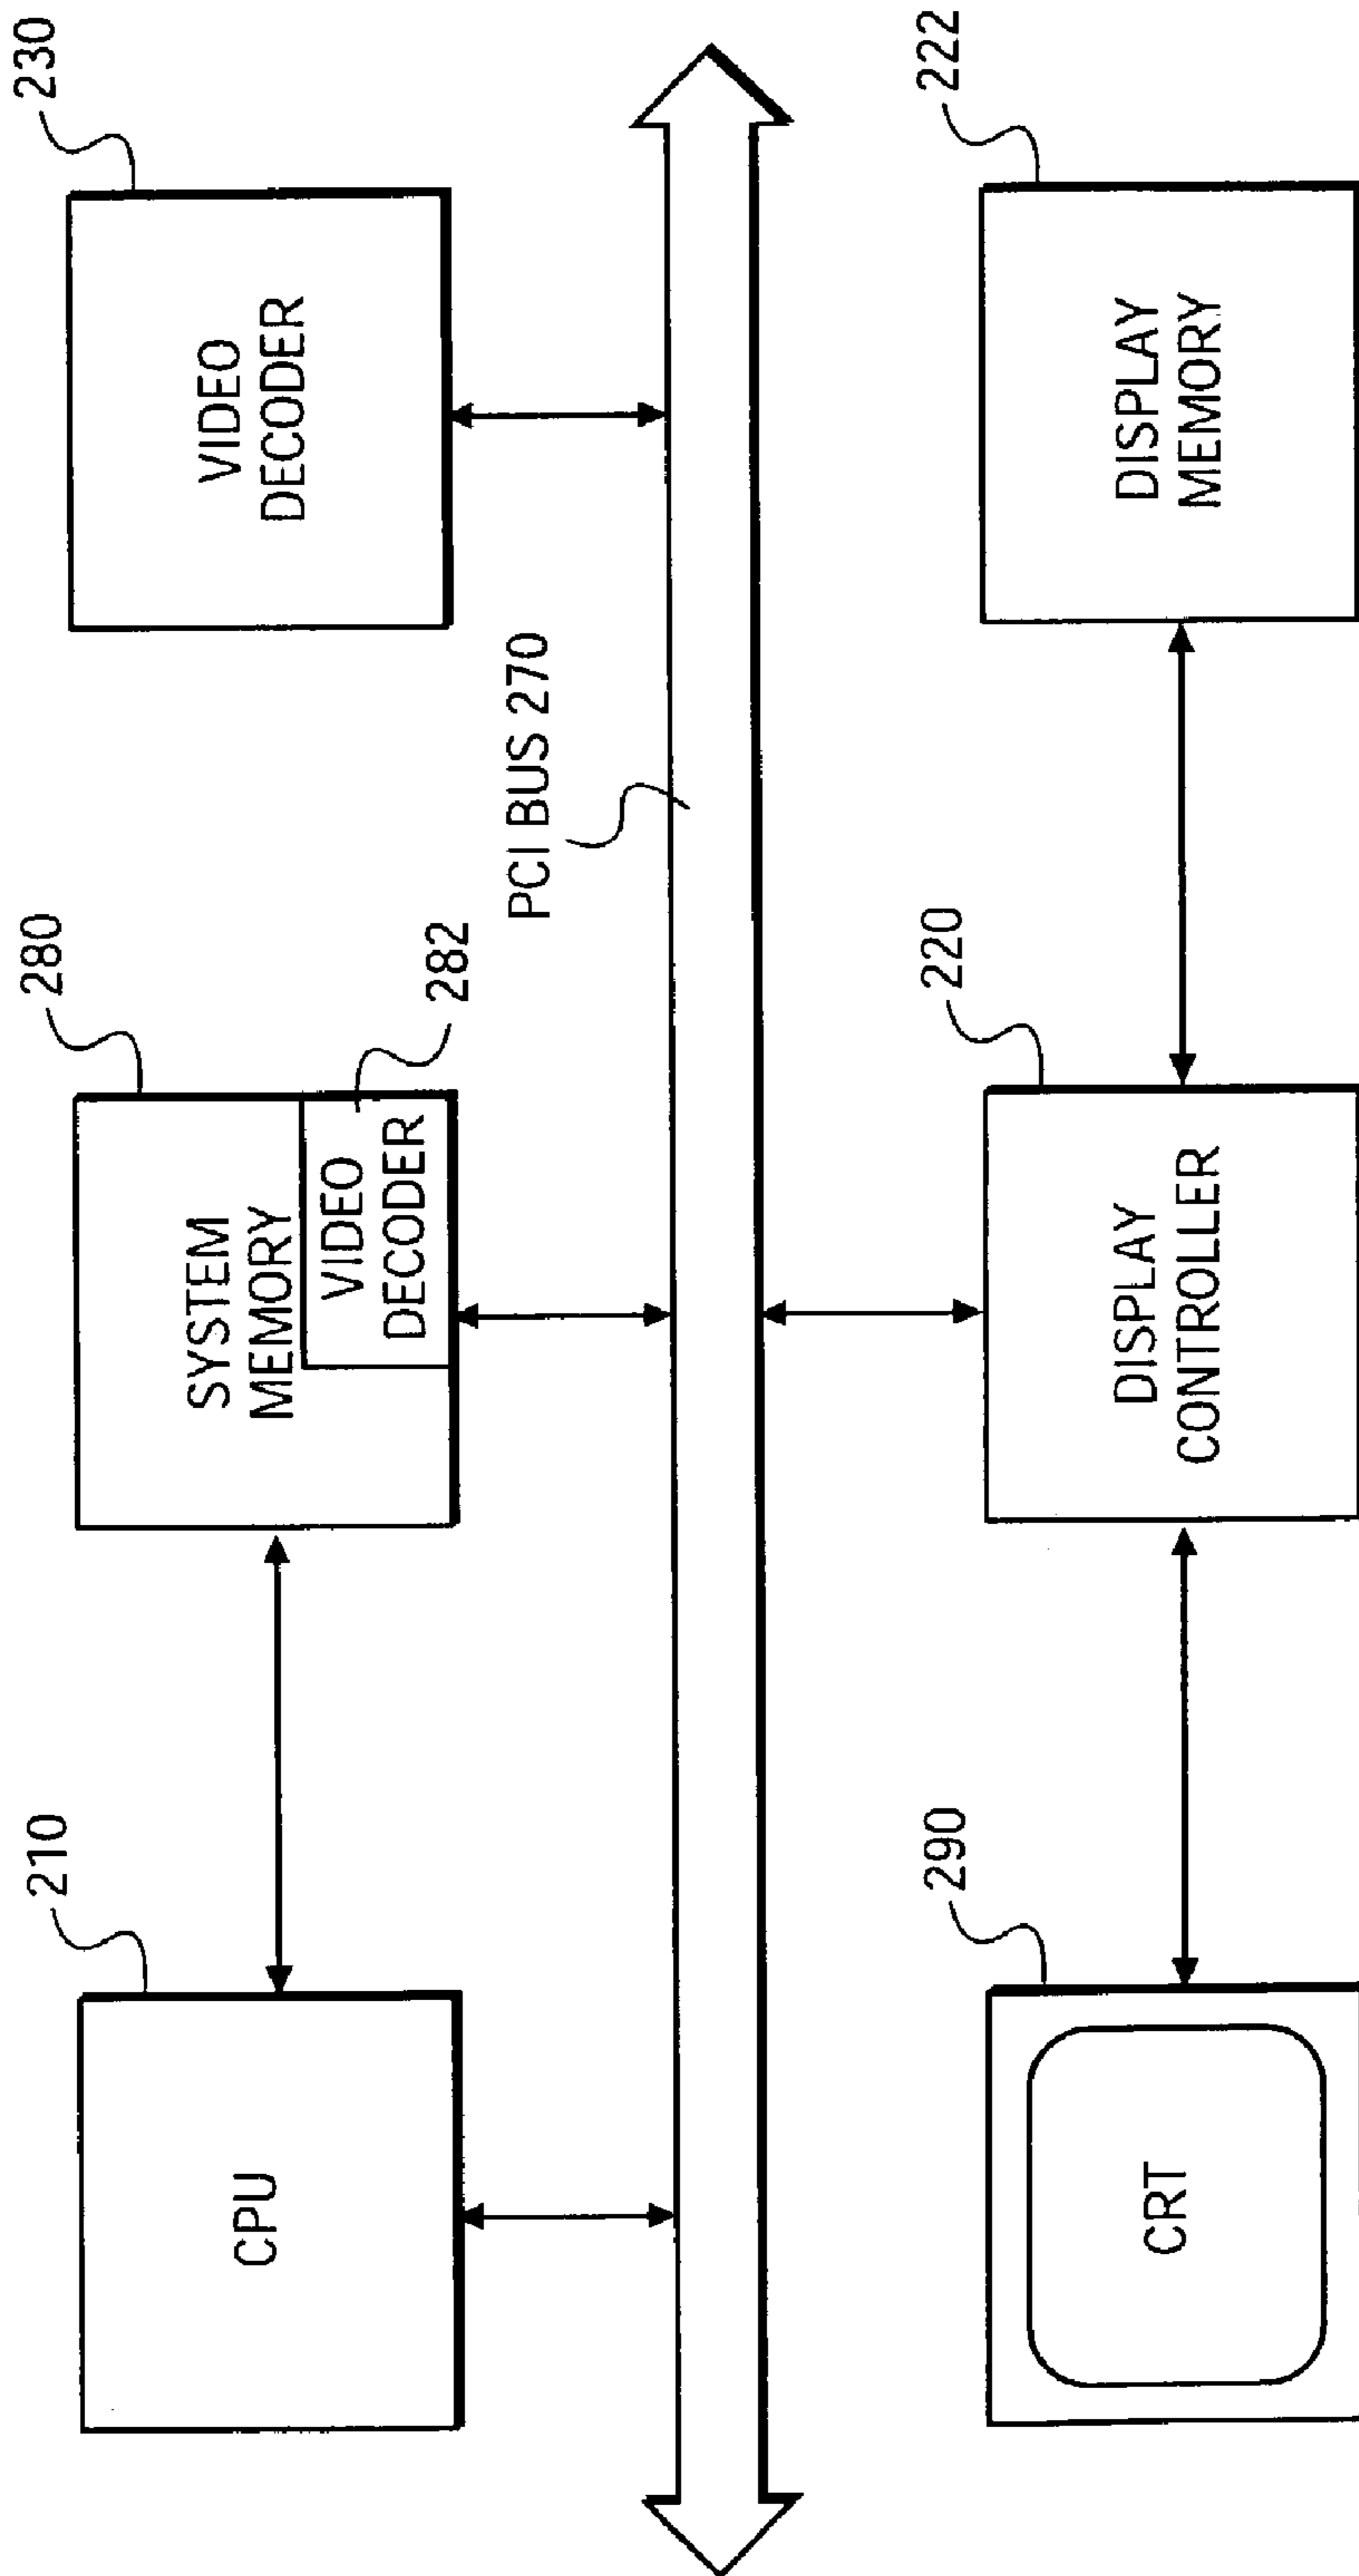 210
CPU
280
SYSTEM
MEMORY
VIDEO
DECODER
282
230
VIDEO
DECODER
PCI BUS 270
290
CRT
220
DISPLAY
CONTROLLER
222
DISPLAY
MEMORY